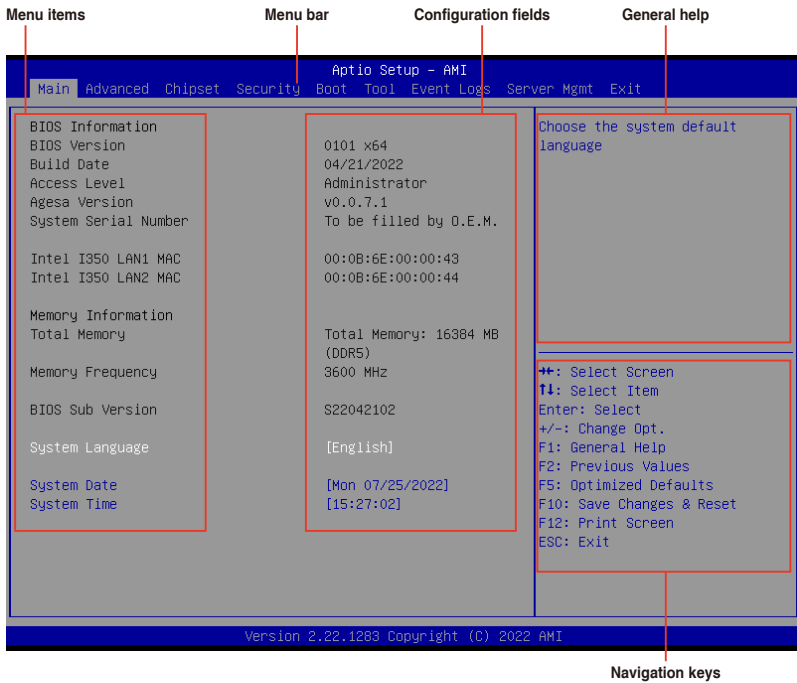 Menu items Menu bar Configuration fields General help
Aptio Setup – AMI
Main Advanced Chipset Security Boot Tool Event Logs Server Mgmt Exit
BIOS Information
BIOS Version 0101 x64
Build Date 04/21/2022
Access Level Administrator
Agesa Version v0.0.7.1
System Serial Number To be filled by O.E.M.
Intel I350 LAN1 MAC 00:0B:6E:00:00:43
Intel I350 LAN2 MAC 00:0B:6E:00:00:44
Memory Information
Total Memory Total Memory: 16384 MB
(DDR5)
Memory Frequency 3600 MHz
BIOS Sub Version S22042102
System Language [English]
System Date [Mon 07/25/2022]
System Time [15:27:02]
Choose the system default
language
→←: Select Screen
↑↓: Select Item
Enter: Select
+/-: Change Opt.
F1: General Help
F2: Previous Values
F5: Optimized Defaults
F10: Save Changes & Reset
F12: Print Screen
ESC: Exit
Version 2.22.1283 Copyright (C) 2022 AMI
Navigation keys